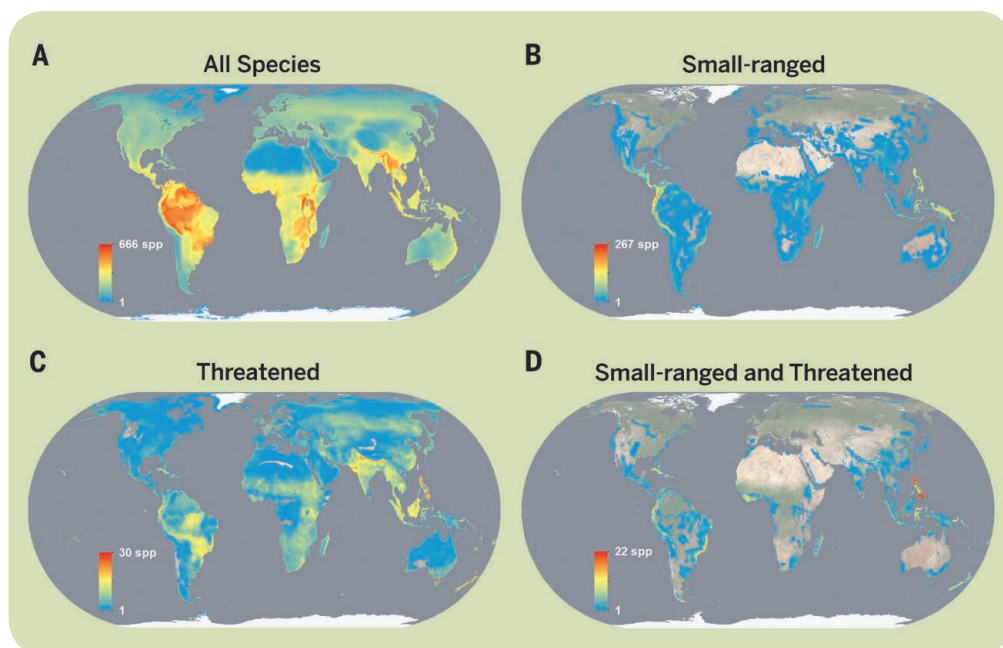 A
All Species
666 spp
1
B
Small-ranged
267 spp
1
C
Threatened
30 spp
1
D
Small-ranged and Threatened
22 spp
1